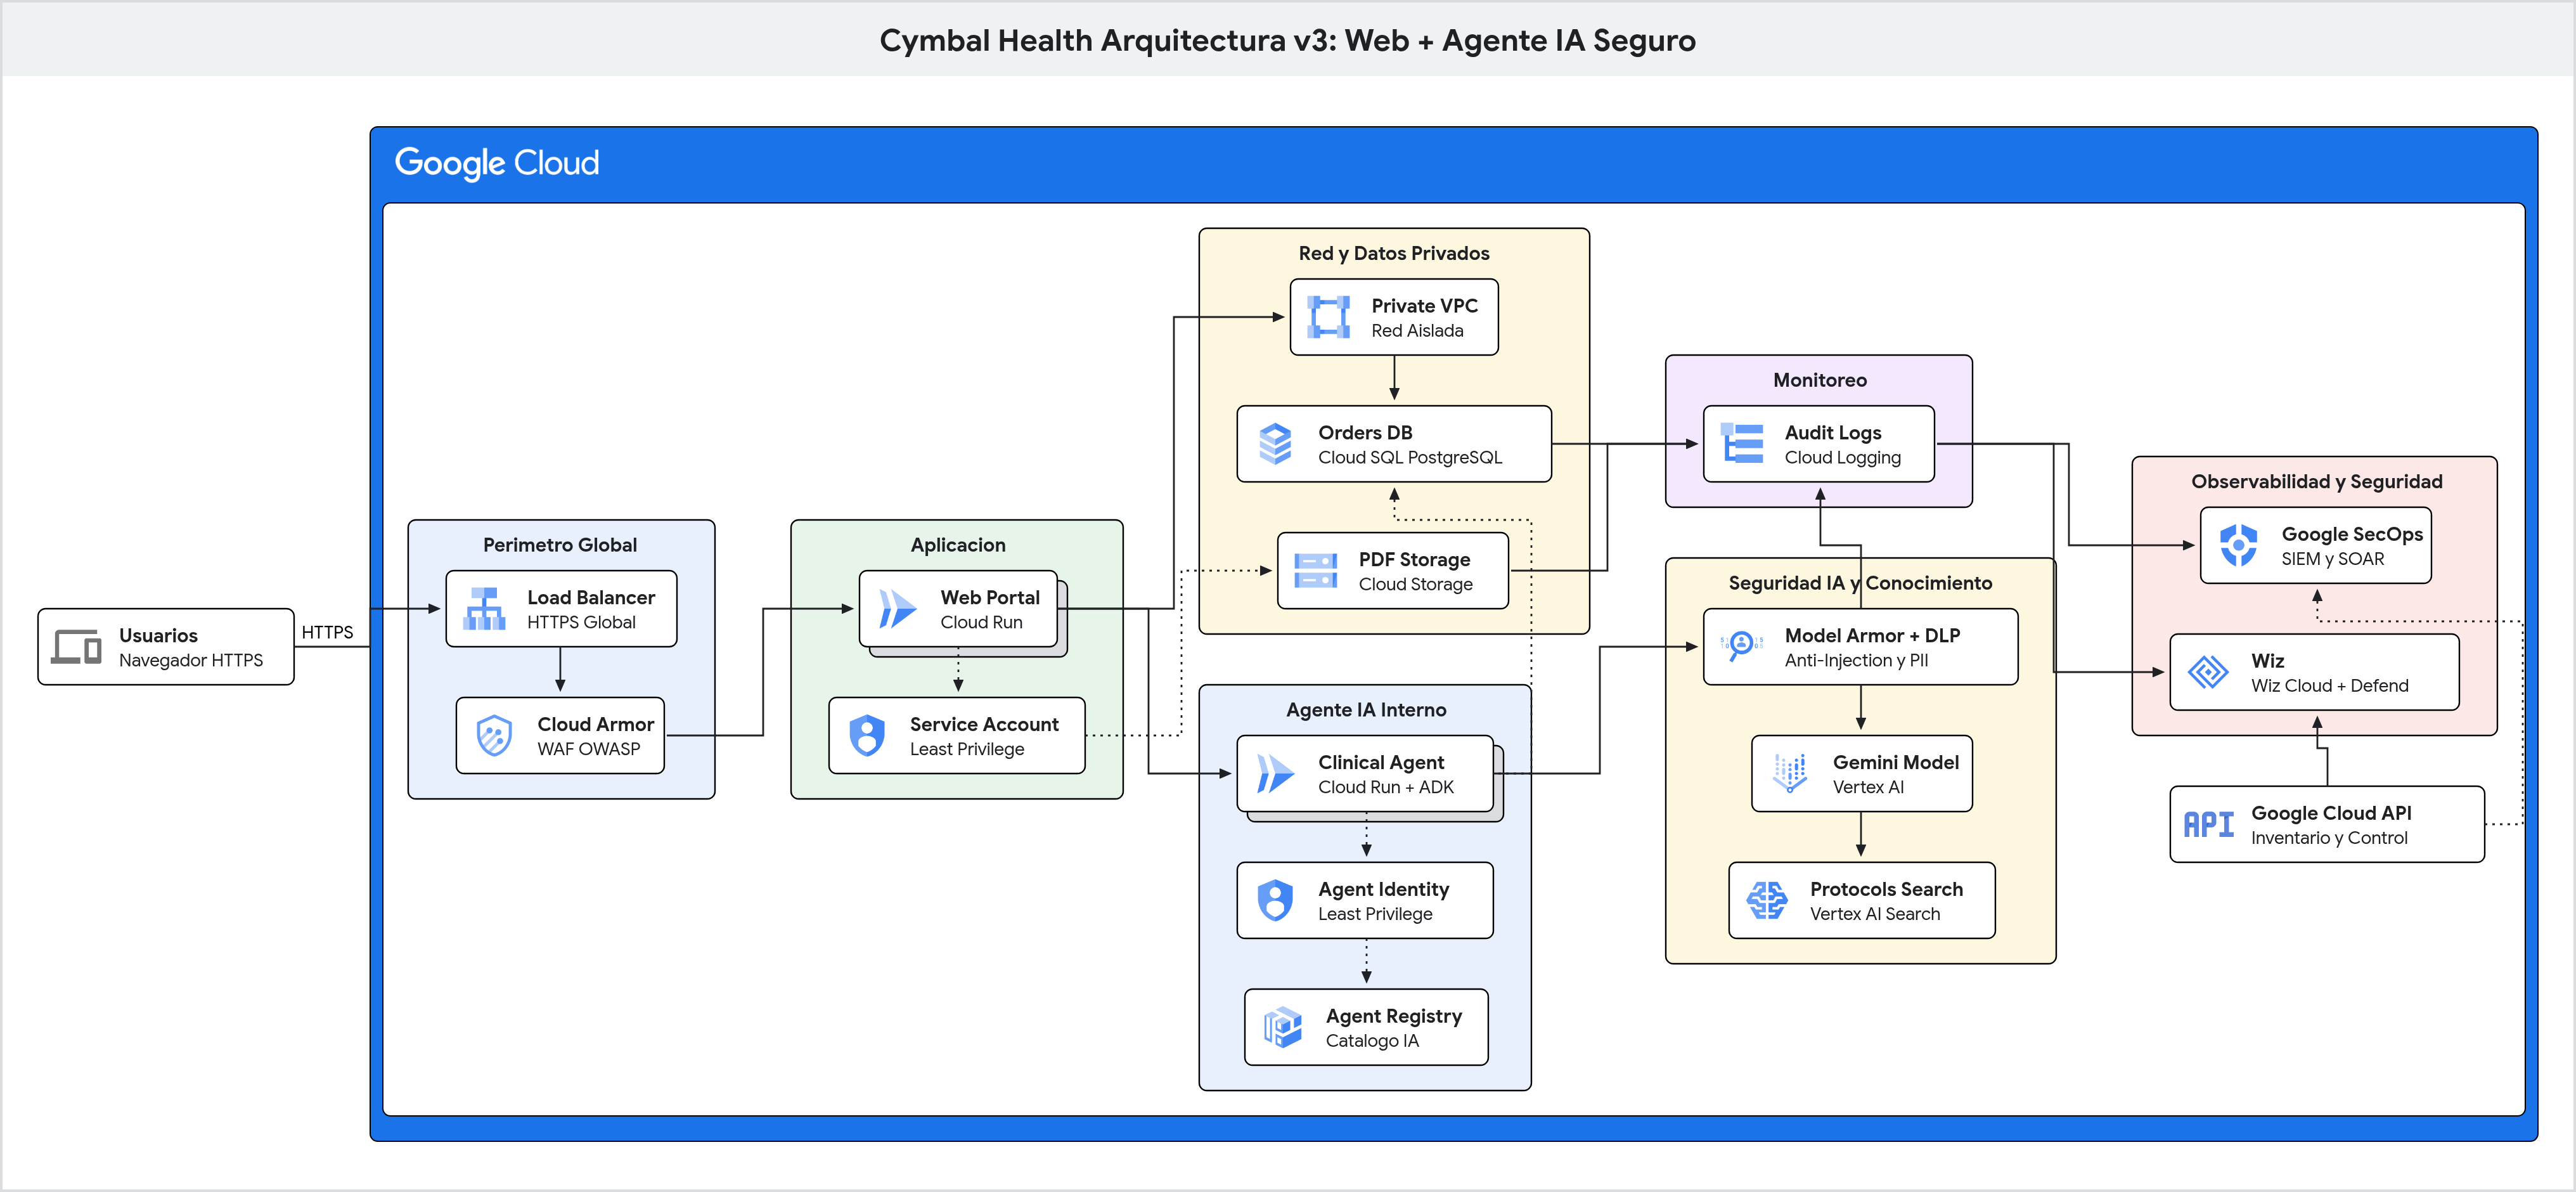 Cymbal Health Arquitectura v3: Web + Agente IA Seguro
Google Cloud
Usuarios
Navegador HTTPS
HTTPS
Perimetro Global
Load Balancer
HTTPS Global
Cloud Armor
WAF OWASP
Aplicacion
Web Portal
Cloud Run
Service Account
Least Privilege
Red y Datos Privados
Private VPC
Red Aislada
Orders DB
Cloud SQL PostgreSQL
PDF Storage
Cloud Storage
Agente IA Interno
Clinical Agent
Cloud Run + ADK
Agent Identity
Least Privilege
Agent Registry
Catalogo IA
Monitoreo
Audit Logs
Cloud Logging
Seguridad IA y Conocimiento
Model Armor + DLP
Anti-Injection y PII
Gemini Model
Vertex AI
Protocols Search
Vertex AI Search
Observabilidad y Seguridad
Google SecOps
SIEM y SOAR
Wiz
Wiz Cloud + Defend
API
Google Cloud API
Inventario y Control